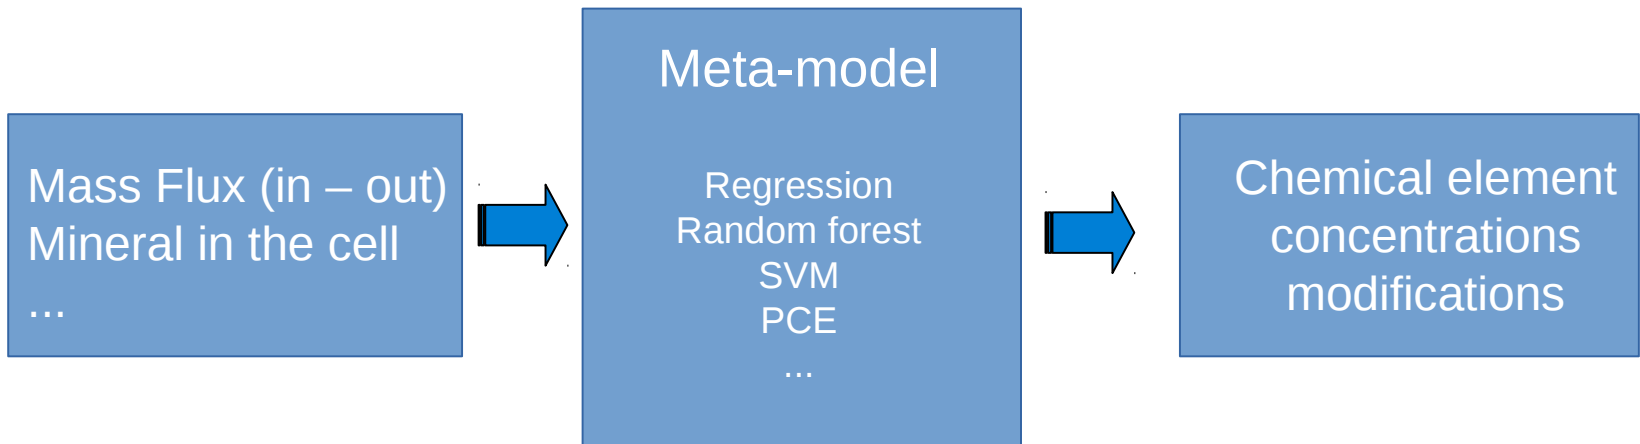 Mass Flux (in – out)
Mineral in the cell
...
Meta-model
Regression
Random forest
SVM
PCE
...
Chemical element
concentrations
modifications